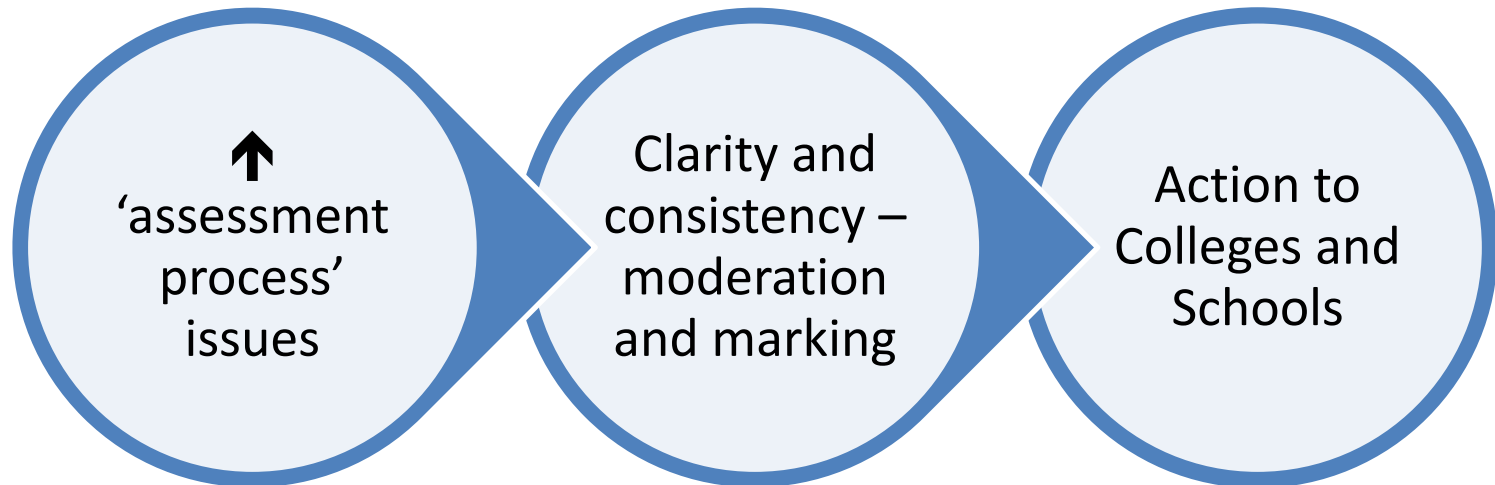 ↑
‘assessment
process’
issues
Clarity and
consistency –
moderation
and marking
Action to
Colleges and
Schools